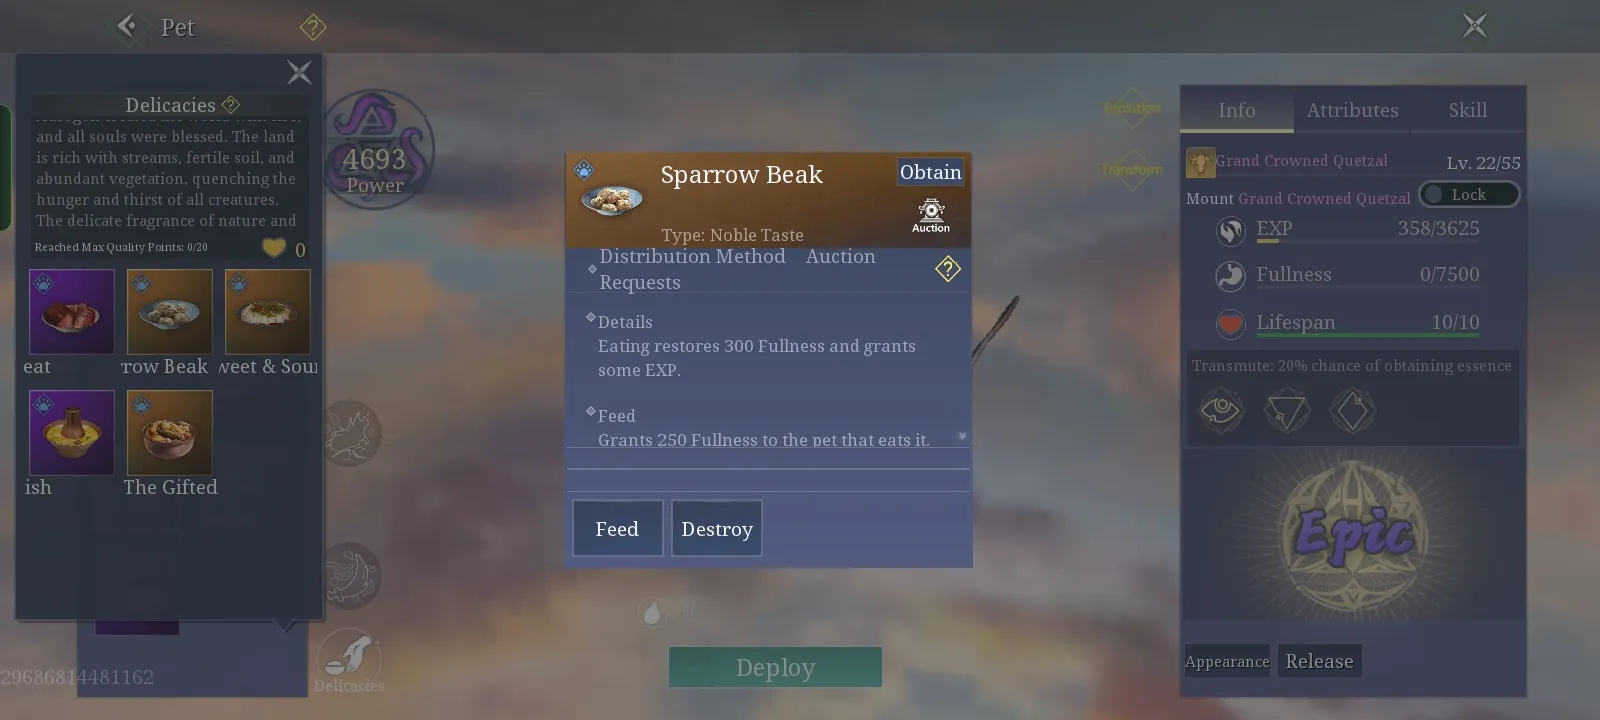 Pet
Delicacies
and all souls were blessed. The land
is rich with streams, fertile soil, and
abundant vegetation, quenching the
hunger and thirst of all creatures.
The delicate fragrance of nature and
Reached Max Quality Points: 0/20
0
eat
rrow Beak
weet & Sour
ish
The Gifted
29686814481162
4693
Power
Delicacies
Sparrow Beak
Obtain
Auction
Type: Noble Taste
Distribution Method Auction
Requests
Details
Eating restores 300 Fullness and grants
some EXP.
Feed
Grants 250 Fullness to the pet that eats it.
Feed
Destroy
Deploy
Evolution
Transform
Info
Attributes
Skill
Grand Crowned Quetzal
Lv. 22/55
Mount Grand Crowned Quetzal
Lock
EXP
358/3625
Fullness
0/7500
Lifespan
10/10
Transmute: 20% chance of obtaining essence
Epic
Appearance
Release